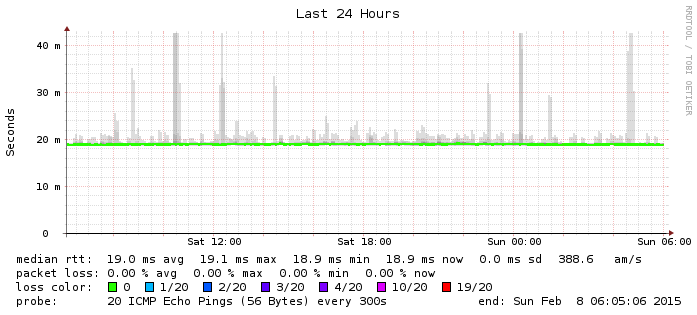 Last 24 Hours
RRDTOOL / TOBI OETIKER
Seconds
40 m
30 m
20 m
10 m
0
Sat 12:00 Sat 18:00 Sun 00:00 Sun 06:00
median rtt: 19.0 ms avg 19.1 ms max 18.9 ms min 18.9 ms now 0.0 ms sd 388.6 am/s
packet loss: 0.00 % avg 0.00 % max 0.00 % min 0.00 % now
loss color: 0 1/20 2/20 3/20 4/20 10/20 19/20
probe: 20 ICMP Echo Pings (56 Bytes) every 300s end: Sun Feb 8 06:05:06 2015